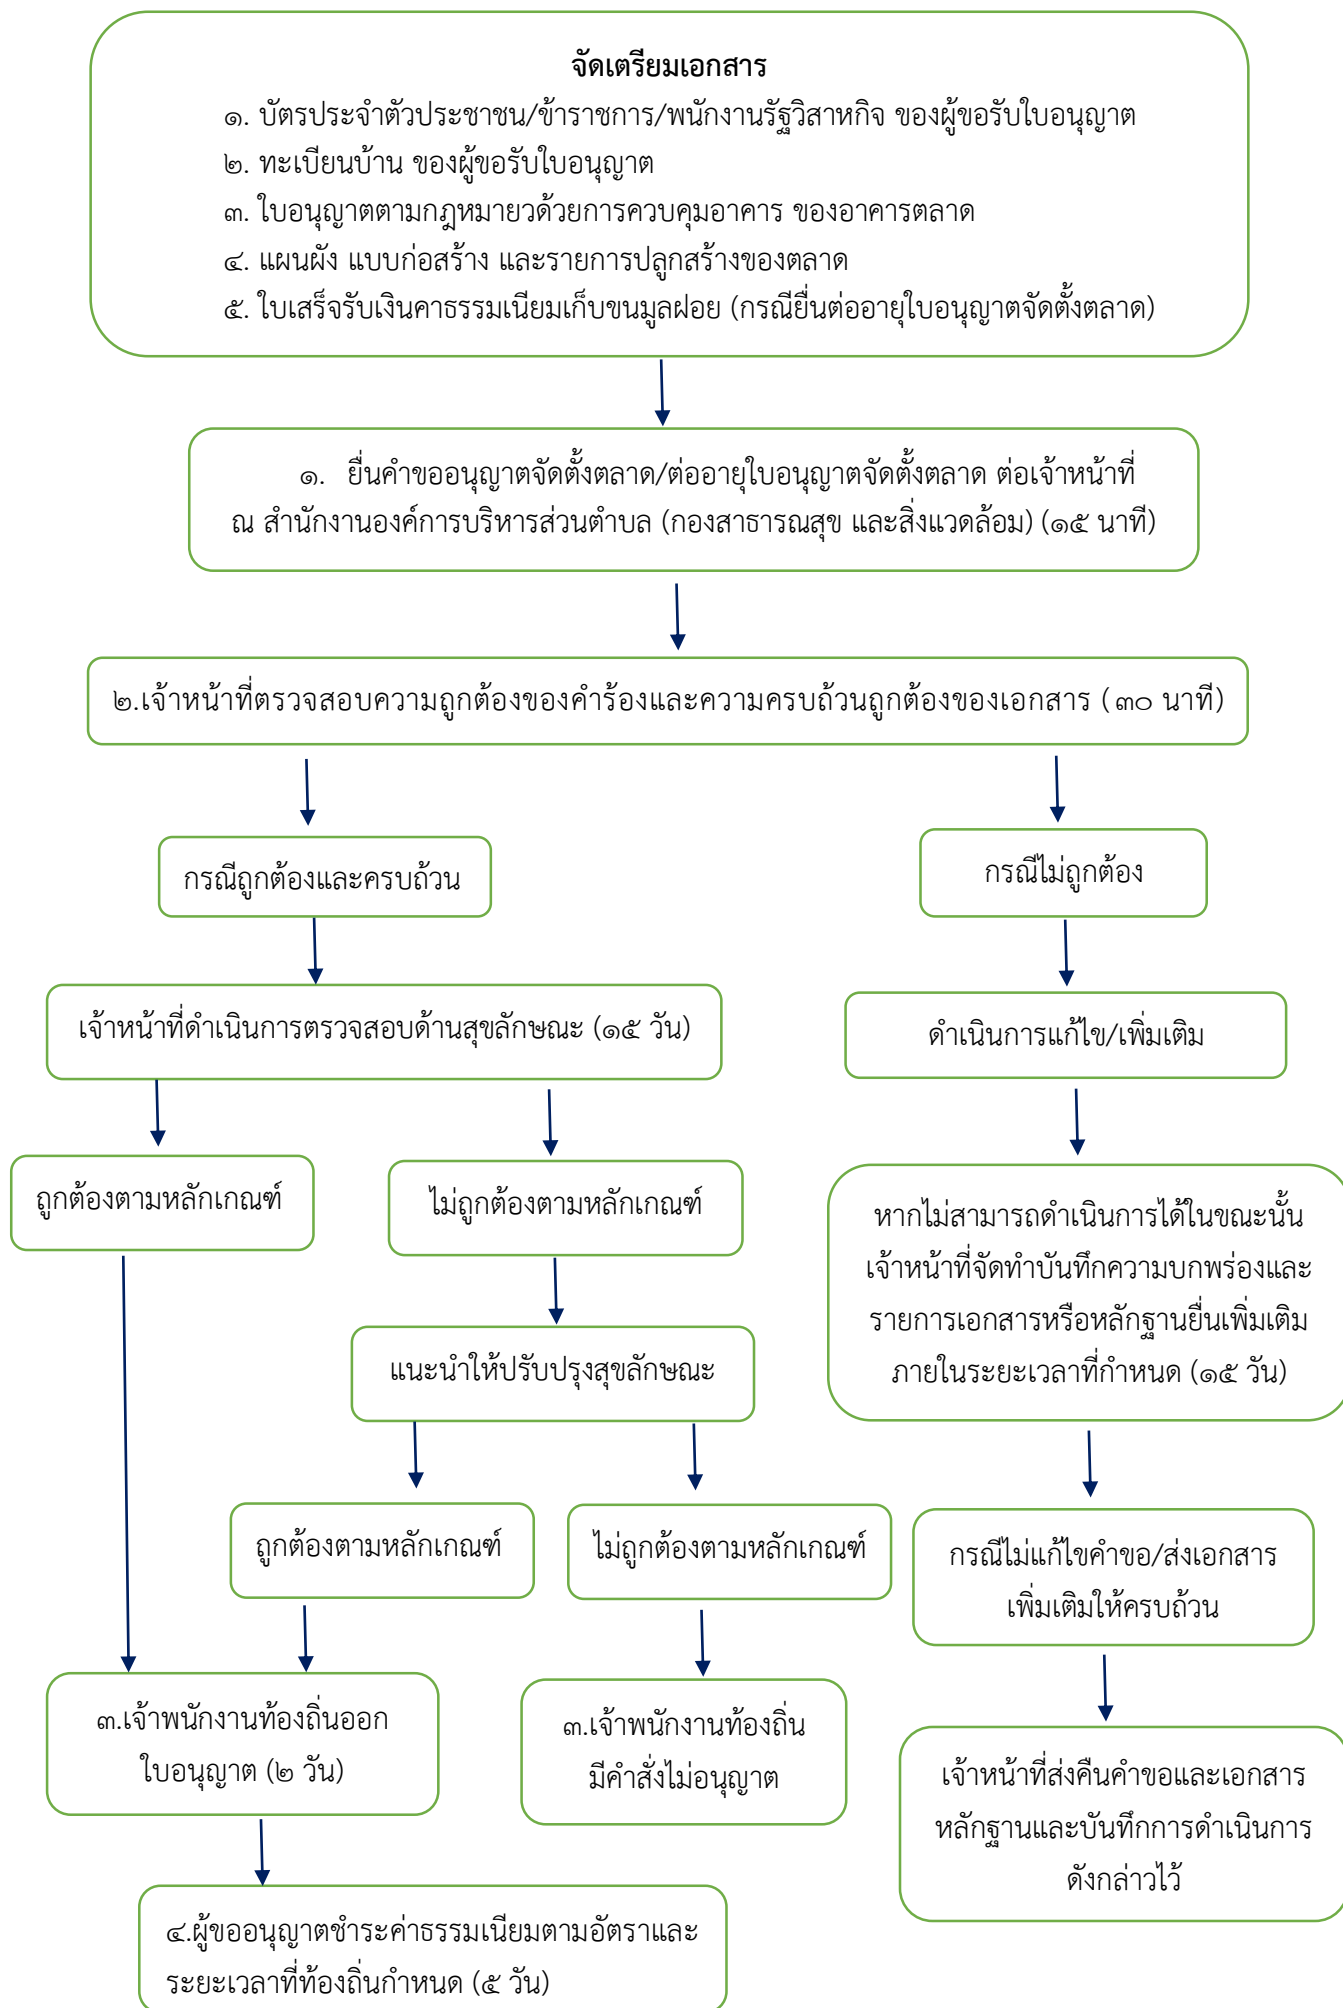 จัดเตรียมเอกสาร
๑. บัตรประจำตัวประชาชน/ข้าราชการ/พนักงานรัฐวิสาหกิจ ของผู้ขอรับใบอนุญาต
๒. ทะเบียนบ้าน ของผู้ขอรับใบอนุญาต
๓. ใบอนุญาตตามกฎหมายวด้วยการควบคุมอาคาร ของอาคารตลาด
๔. แผนผัง แบบก่อสร้าง และรายการปลูกสร้างของตลาด
๕. ใบเสร็จรับเงินคาธรรมเนียมเก็บขนมูลฝอย (กรณียื่นต่ออายุใบอนุญาตจัดตั้งตลาด)
๑. ยื่นคำขออนุญาตจัดตั้งตลาด/ต่ออายุใบอนุญาตจัดตั้งตลาด ต่อเจ้าหน้าที่
ณ สำนักงานองค์การบริหารส่วนตำบล (กองสาธารณสุข และสิ่งแวดล้อม) (๑๕ นาที)
๒.เจ้าหน้าที่ตรวจสอบความถูกต้องของคำร้องและความครบถ้วนถูกต้องของเอกสาร (๓๐ นาที)
กรณีถูกต้องและครบถ้วน
กรณีไม่ถูกต้อง
เจ้าหน้าที่ดำเนินการตรวจสอบด้านสุขลักษณะ (๑๕ วัน)
ดำเนินการแก้ไข/เพิ่มเติม
ถูกต้องตามหลักเกณฑ์
ไม่ถูกต้องตามหลักเกณฑ์
หากไม่สามารถดำเนินการได้ในขณะนั้น
เจ้าหน้าที่จัดทำบันทึกความบกพร่องและ
รายการเอกสารหรือหลักฐานยื่นเพิ่มเติม
ภายในระยะเวลาที่กำหนด (๑๕ วัน)
แนะนำให้ปรับปรุงสุขลักษณะ
ถูกต้องตามหลักเกณฑ์
ไม่ถูกต้องตามหลักเกณฑ์
กรณีไม่แก้ไขคำขอ/ส่งเอกสาร
เพิ่มเติมให้ครบถ้วน
๓.เจ้าพนักงานท้องถิ่นออก
ใบอนุญาต (๒ วัน)
๓.เจ้าพนักงานท้องถิ่น
มีคำสั่งไม่อนุญาต
เจ้าหน้าที่ส่งคืนคำขอและเอกสาร
หลักฐานและบันทึกการดำเนินการ
ดังกล่าวไว้
๔.ผู้ขออนุญาตชำระค่าธรรมเนียมตามอัตราและ
ระยะเวลาที่ท้องถิ่นกำหนด (๕ วัน)